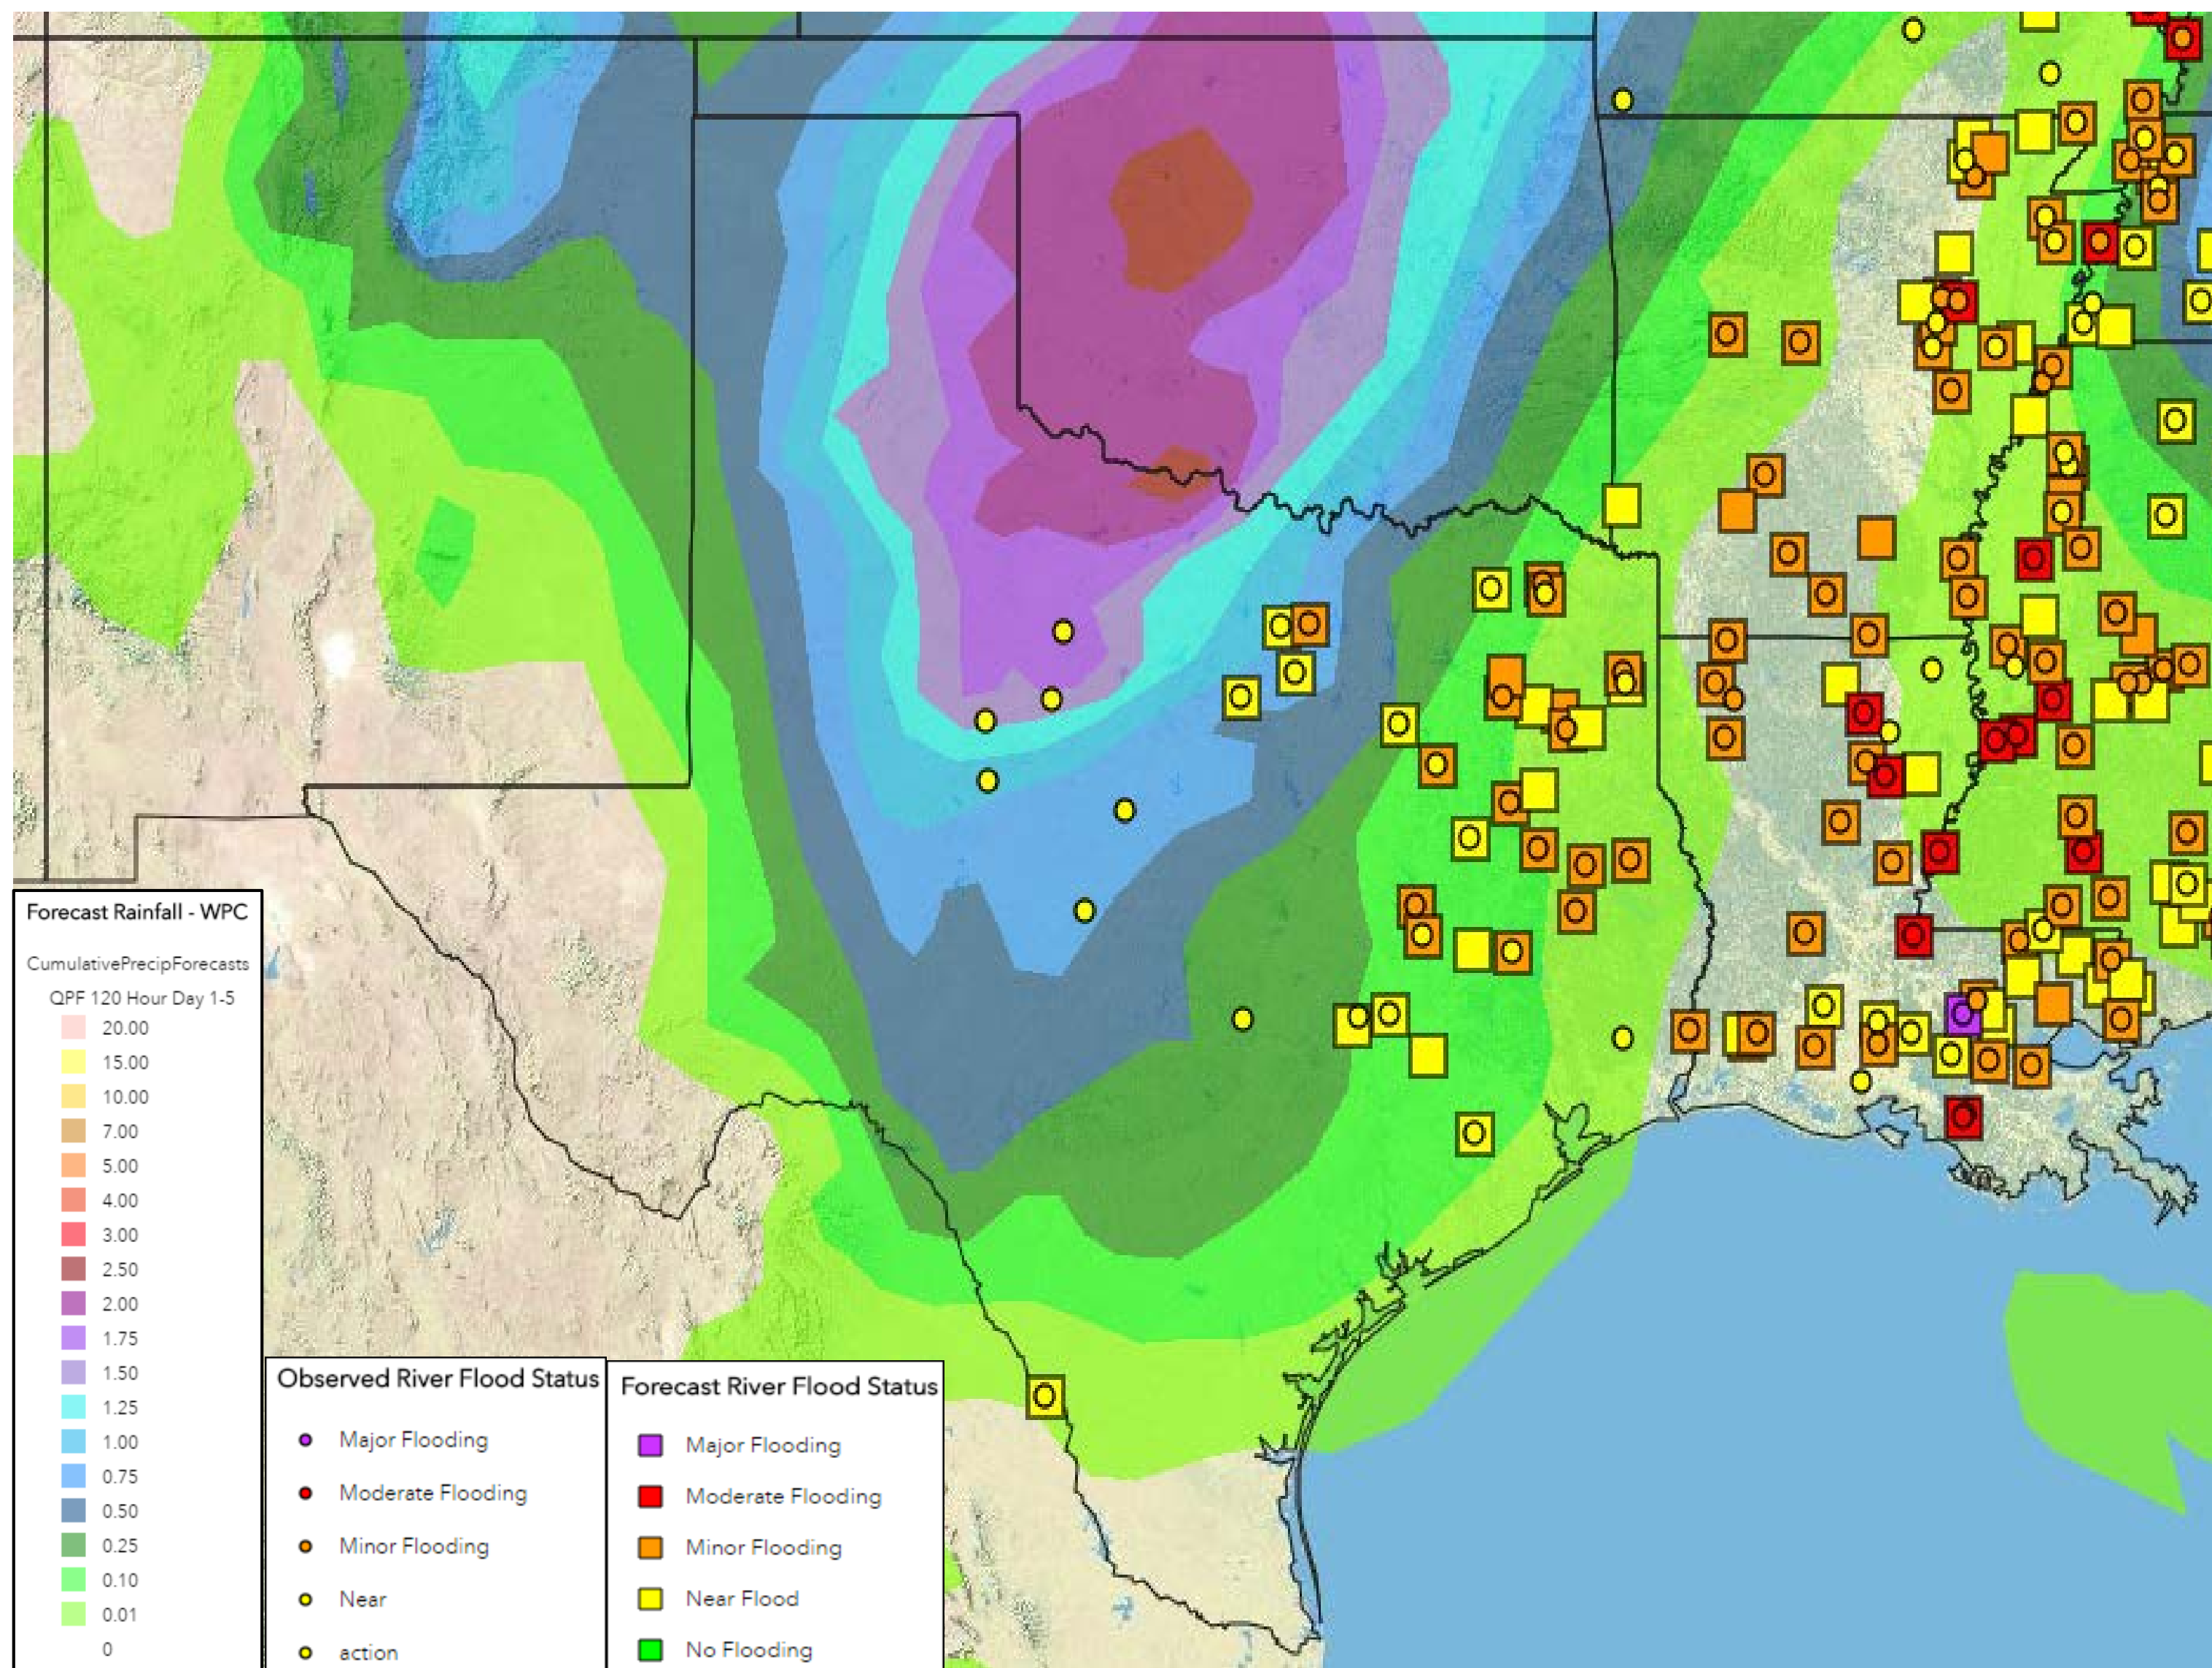 Forecast Rainfall - WPC
CumulativePrecipForecasts
QPF 120 Hour Day 1-5
20.00
15.00
10.00
7.00
5.00
4.00
3.00
2.50
2.00
1.75
1.50
1.25
1.00
0.75
0.50
0.25
0.10
0.01
0
Observed River Flood Status
Major Flooding
Moderate Flooding
Minor Flooding
Near
action
Forecast River Flood Status
Major Flooding
Moderate Flooding
Minor Flooding
Near Flood
No Flooding